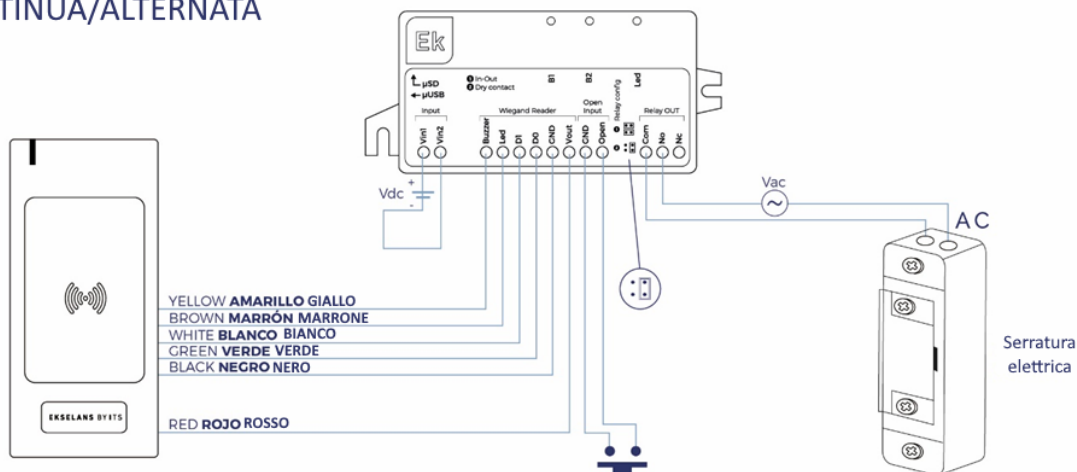 TINUA/ALTERNATA
Ek
µSD
µUSB
In-Out
Dry contact
B1
B2
Led
Input
Wiegand Reader
Open
Input
Relay config
Relay OUT
Vin1
Vin2
Buzzer
Led
D1
D0
GND
Vout
GND
Open
Com
No
Nc
Vdc
+
-
Vac
AC
YELLOW AMARILLO GIALLO
BROWN MARRÓN MARRONE
WHITE BLANCO BIANCO
GREEN VERDE VERDE
BLACK NEGRO NERO
RED ROJO ROSSO
EKSELANS BY ITS
Serratura
elettrica